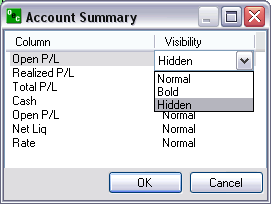 Account Summary
Column Visibility
Open P/L Hidden
Realized P/L Normal
Total P/L Bold
Cash Hidden
Open P/L Normal
Net Liq Normal
Rate Normal
OK Cancel